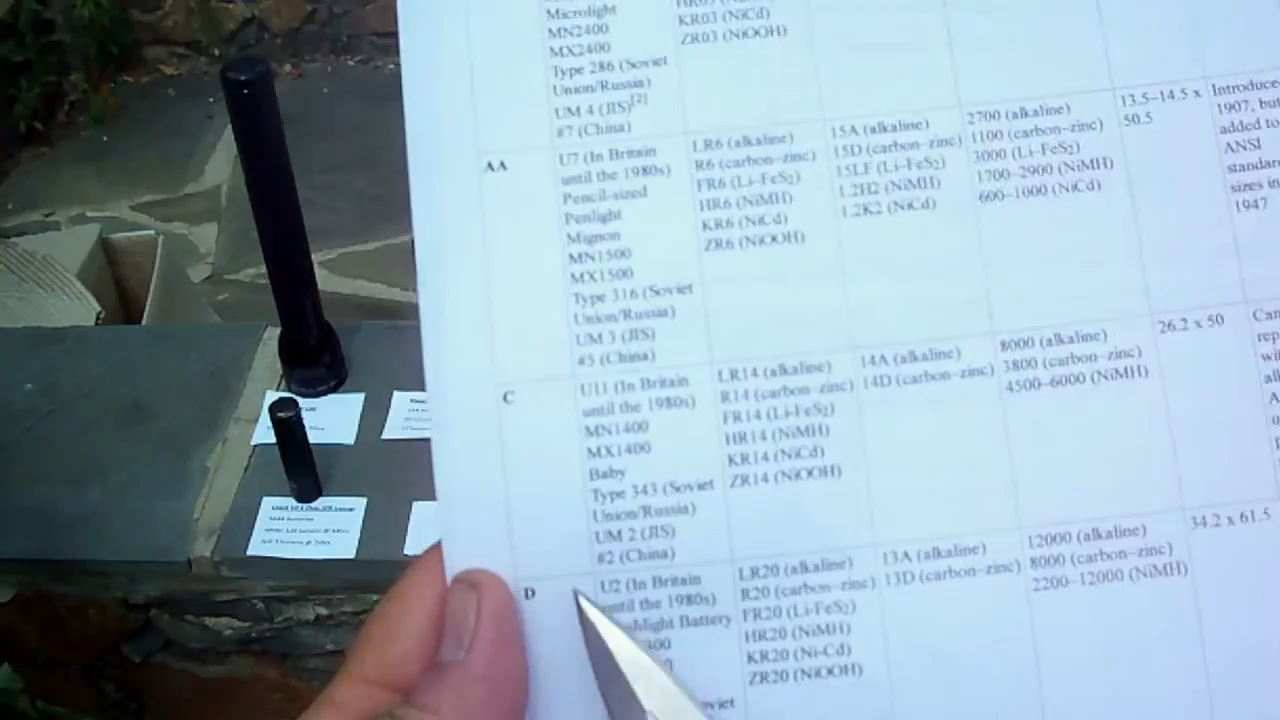 Microlight
MN2400
MX2400
Type 286 (Soviet
Union/Russia)
UM 4 (JIS)[2]
#7 (China)
KR03 (NiCd)
ZR03 (NiOOH)
AA
U7 (In Britain
until the 1980s)
Pencil-sized
Penlight
Mignon
MN1500
MX1500
Type 316 (Soviet
Union/Russia)
UM 3 (JIS)
#5 (China)
LR6 (alkaline)
R6 (carbon–zinc)
FR6 (Li–FeS2)
HR6 (NiMH)
KR6 (NiCd)
ZR6 (NiOOH)
15A (alkaline)
15D (carbon–zinc)
15LF (Li–FeS2)
1.2H2 (NiMH)
1.2K2 (NiCd)
2700 (alkaline)
1100 (carbon–zinc)
3000 (Li–FeS2)
1700–2900 (NiMH)
600–1000 (NiCd)
13.5–14.5 x
50.5
Introduce
1907, but
added to
ANSI
standar
sizes in
1947
C
U11 (In Britain
until the 1980s)
MN1400
MX1400
Baby
Type 343 (Soviet
Union/Russia)
UM 2 (JIS)
#2 (China)
LR14 (alkaline)
R14 (carbon–zinc)
FR14 (Li-FeS2)
HR14 (NiMH)
KR14 (NiCd)
ZR14 (NiOOH)
14A (alkaline)
14D (carbon–zinc)
8000 (alkaline)
3800 (carbon–zinc)
4500–6000 (NiMH)
26.2 x 50
D
U2 (In Britain
until the 1980s)
Battery
LR20 (alkaline)
R20 (carbon–zinc)
FR20 (Li-FeS2)
HR20 (NiMH)
KR20 (Ni-Cd)
ZR20 (NiOOH)
13A (alkaline)
13D (carbon–zinc)
12000 (alkaline)
8000 (carbon–zinc)
2200–12000 (NiMH)
34.2 x 61.5